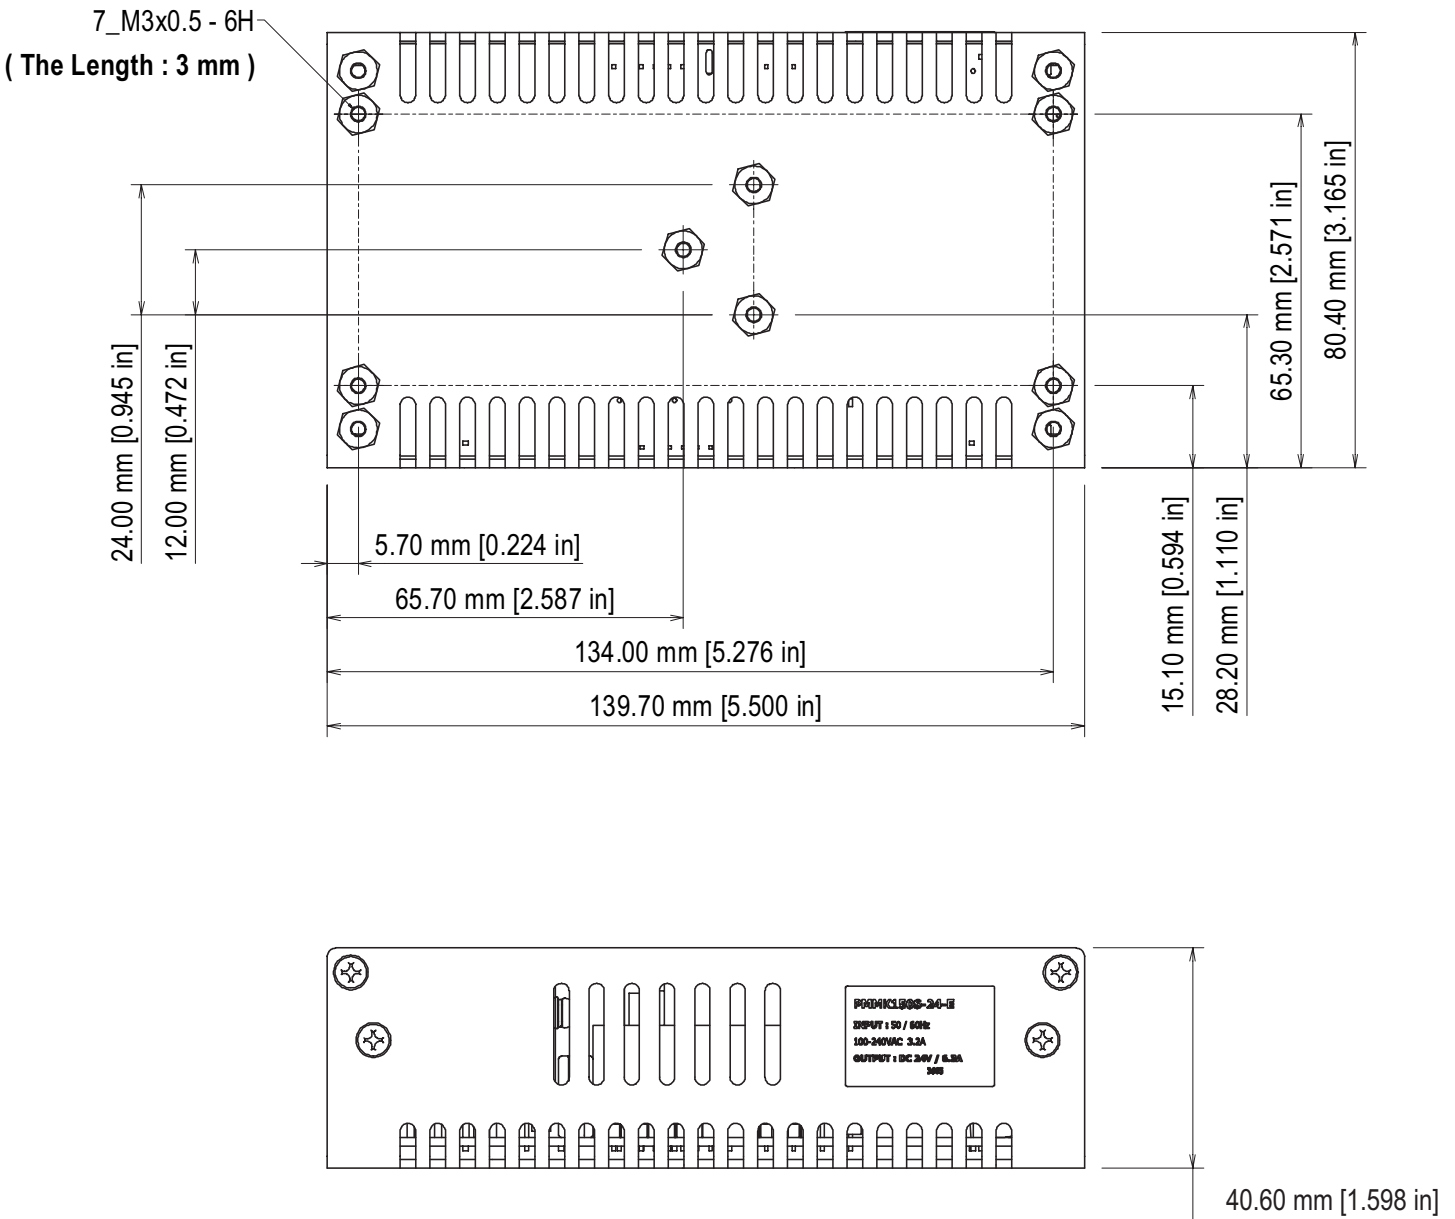 7_M3x0.5 - 6H
( The Length : 3 mm )
24.00 mm [0.945 in]
12.00 mm [0.472 in]
65.30 mm [2.571 in]
80.40 mm [3.165 in]
5.70 mm [0.224 in]
65.70 mm [2.587 in]
134.00 mm [5.276 in]
139.70 mm [5.500 in]
15.10 mm [0.594 in]
28.20 mm [1.110 in]
INPUT : 50 / 60Hz
100-240VAC 3.2A
OUTPUT : DC 24V /
40.60 mm [1.598 in]